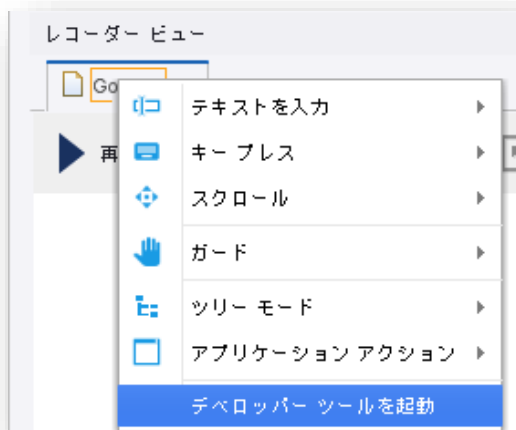 レコーダー ビュー
Go
再
テキストを入力
キー プレス
スクロール
ガード
ツリー モード
アプリケーション アクション
デベロッパー ツールを起動